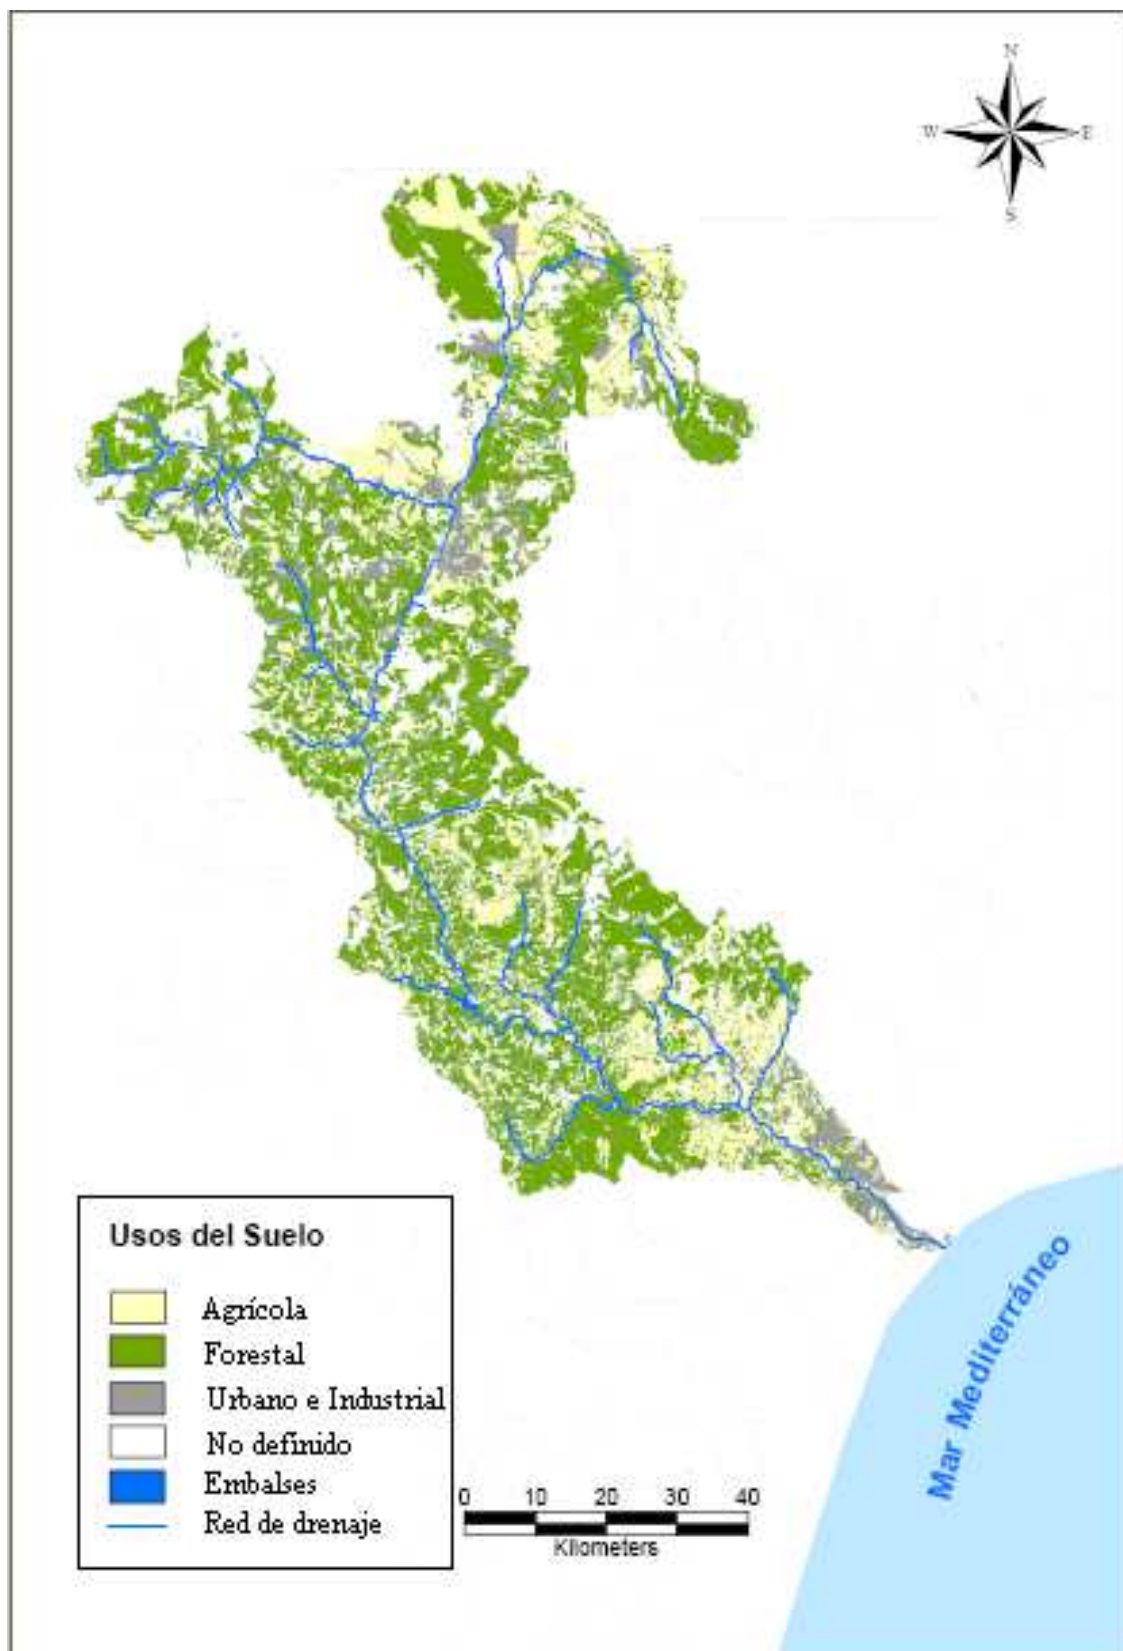 N
W E
S
Usos del Suelo
Agrícola
Forestal
Urbano e Industrial
No definido
Embalses
Red de drenaje
0 10 20 30 40
Kilometers
Mar Mediterráneo